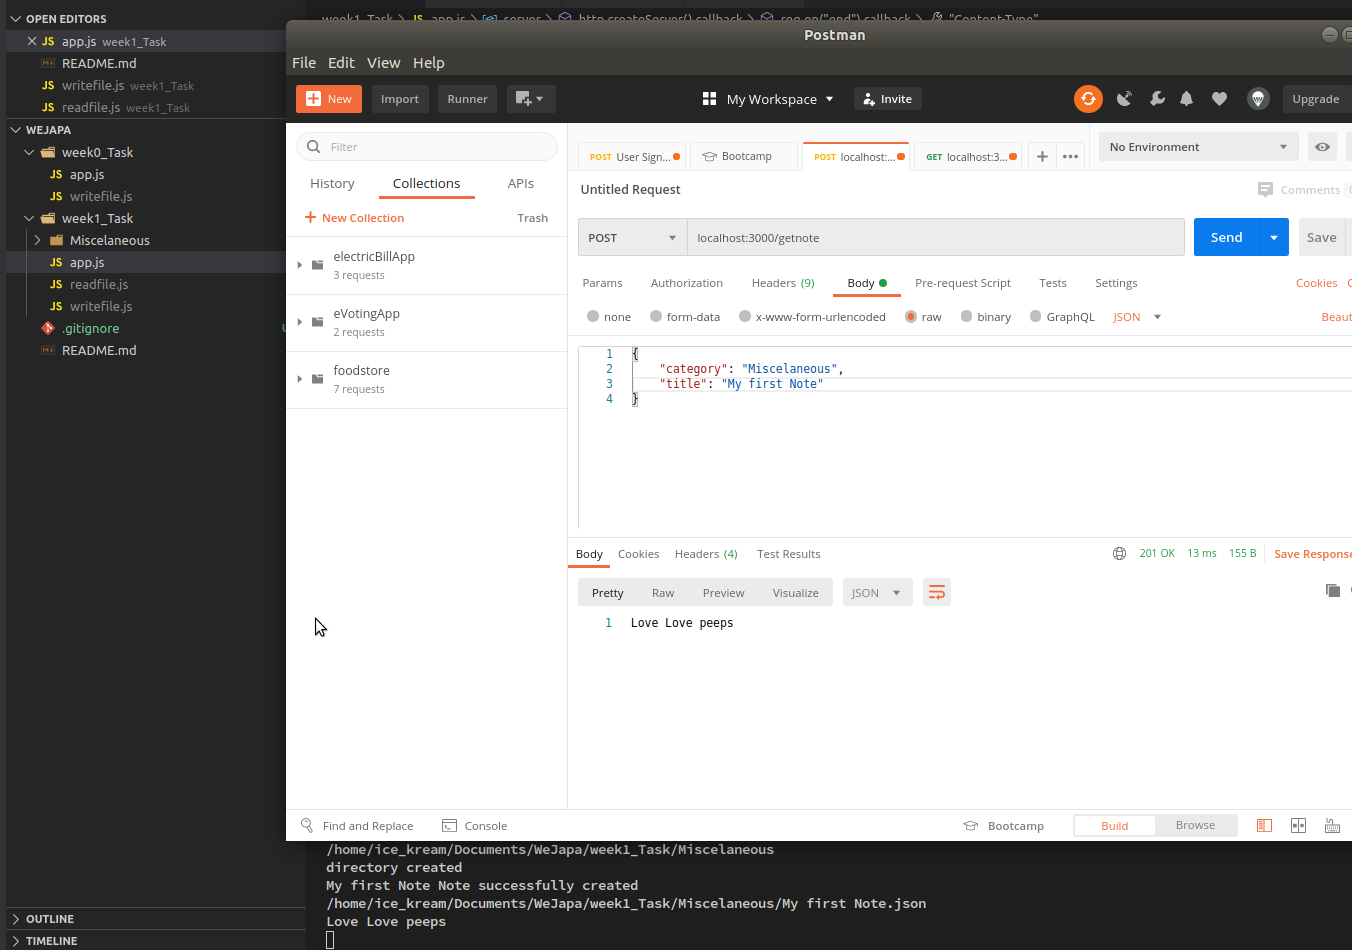 OPEN EDITORS
JS app.js week1_Task
README.md
JS writefile.js week1_Task
JS readfile.js week1_Task
WEJAPA
week0_Task
JS app.js
JS writefile.js
week1_Task
Miscelaneous
JS app.js
JS readfile.js
JS writefile.js
.gitignore
README.md
OUTLINE
TIMELINE
week1_Task > JS app.js > server > http.createServer() callback > req.on("end") callback > "Content-Type"
Postman
File Edit View Help
New Import Runner My Workspace Invite Upgrade
Filter
History Collections APIs
+ New Collection Trash
electricBillApp
3 requests
eVotingApp
2 requests
foodstore
7 requests
POST User Sign... Bootcamp POST localhost:... GET localhost:3... + ••• No Environment
Untitled Request Comments
POST localhost:3000/getnote Send Save
Params Authorization Headers (9) Body Pre-request Script Tests Settings Cookies
none form-data x-www-form-urlencoded raw binary GraphQL JSON Beaut
1 {
2 "category": "Miscelaneous",
3 "title": "My first Note"
4 }
Body Cookies Headers (4) Test Results 201 OK 13 ms 155 B Save Response
Pretty Raw Preview Visualize JSON
1 Love Love peeps
Find and Replace Console Bootcamp Build Browse
/home/ice_kream/Documents/WeJapa/week1_Task/Miscelaneous
directory created
My first Note Note successfully created
/home/ice_kream/Documents/WeJapa/week1_Task/Miscelaneous/My first Note.json
Love Love peeps